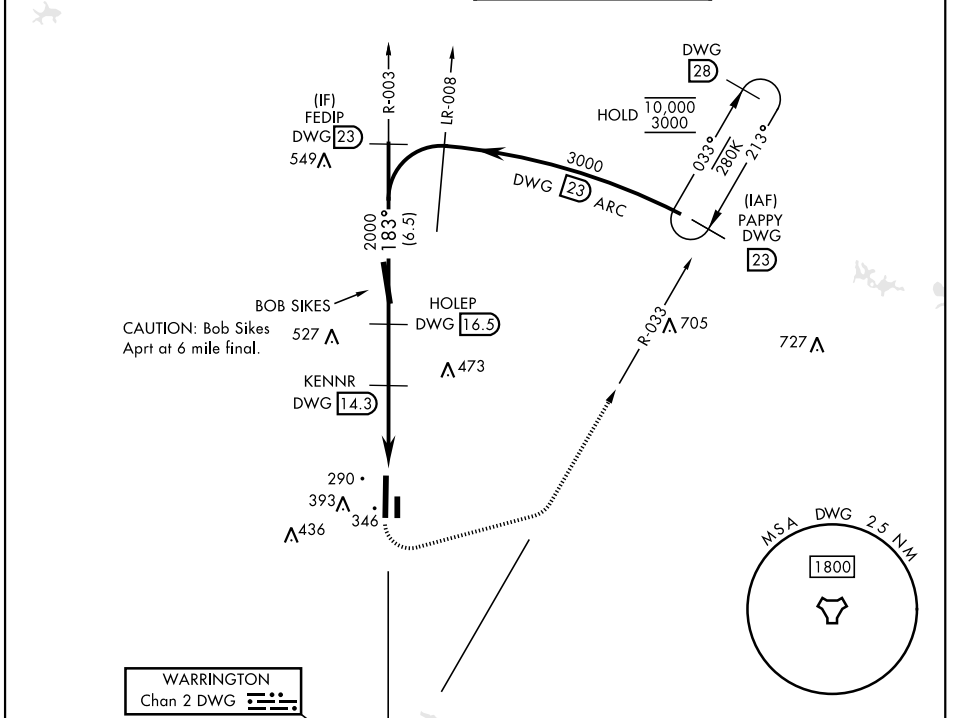 DWG
28
R-003
LR-008
HOLD 10,000
3000
(IF)
FEDIP
DWG 23
549
033°
280K
213°
3000
DWG 23 ARC
(IAF)
PAPPY
DWG
23
2000
183°
(6.5)
BOB SIKES
HOLEP
DWG 16.5
CAUTION: Bob Sikes
Aprt at 6 mile final.
527
R-033
705
727
473
KENNR
DWG 14.3
290
393
346
436
MSA DWG 25 NM
1800
WARRINGTON
Chan 2 DWG